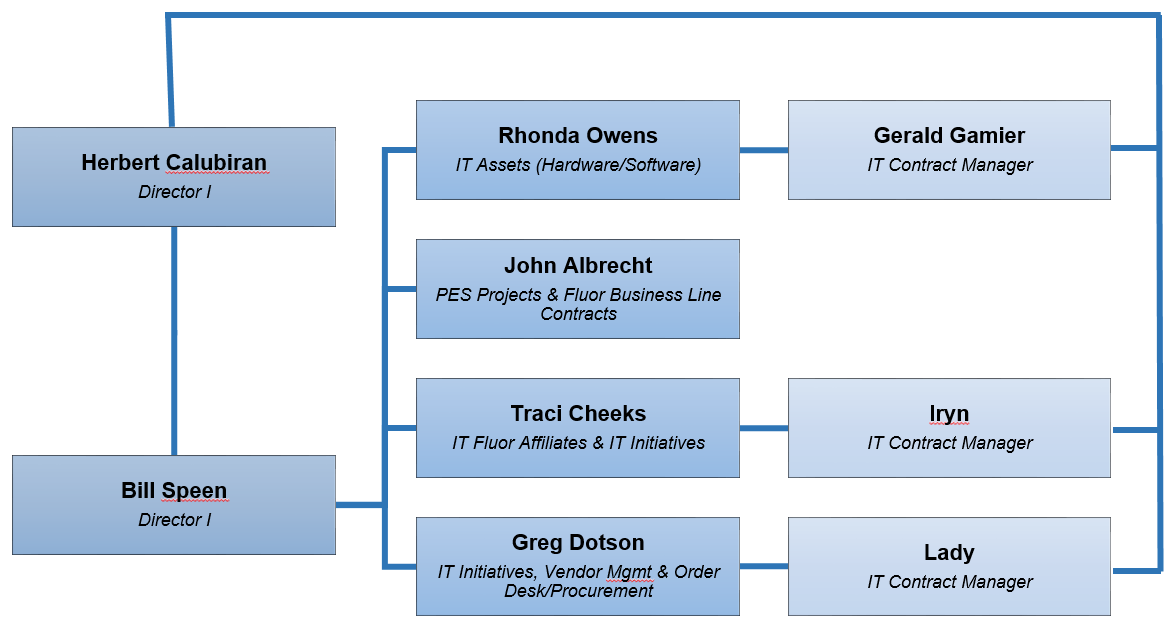 Herbert Calubiran
Director I
Bill Speen
Director I
Rhonda Owens
IT Assets (Hardware/Software)
John Albrecht
PES Projects & Fluor Business Line
Contracts
Traci Cheeks
IT Fluor Affiliates & IT Initiatives
Greg Dotson
IT Initiatives, Vendor Mgmt & Order
Desk/Procurement
Gerald Gamier
IT Contract Manager
Iryn
IT Contract Manager
Lady
IT Contract Manager